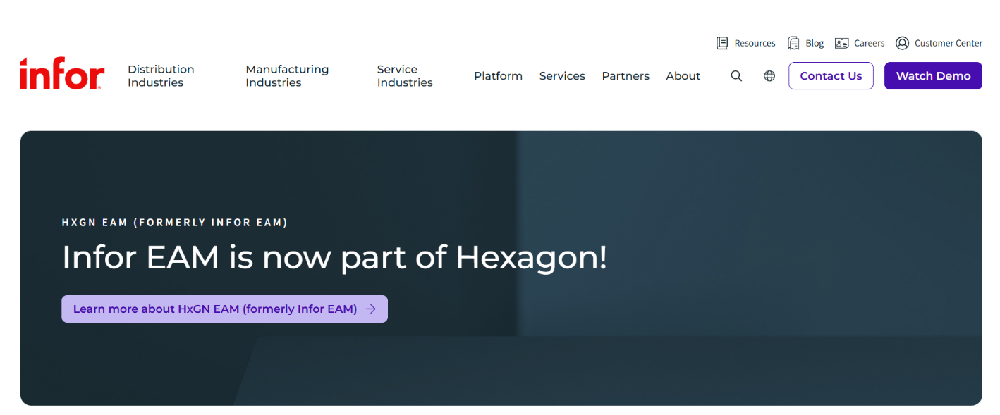 Resources Blog Careers Customer Center
infor
Distribution Industries
Manufacturing Industries
Service Industries
Platform Services Partners About Contact Us Watch Demo
HXGN EAM (FORMERLY INFOR EAM)
Infor EAM is now part of Hexagon!
Learn more about HxGN EAM (formerly Infor EAM)